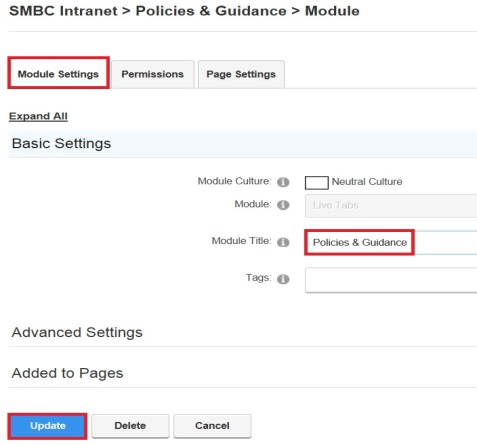 SMBC Intranet > Policies & Guidance > Module
Module Settings Permissions Page Settings
Expand All
Basic Settings
Module Culture: Neutral Culture
Module: Live Tabs
Module Title: Policies & Guidance
Tags:
Advanced Settings
Added to Pages
Update Delete Cancel